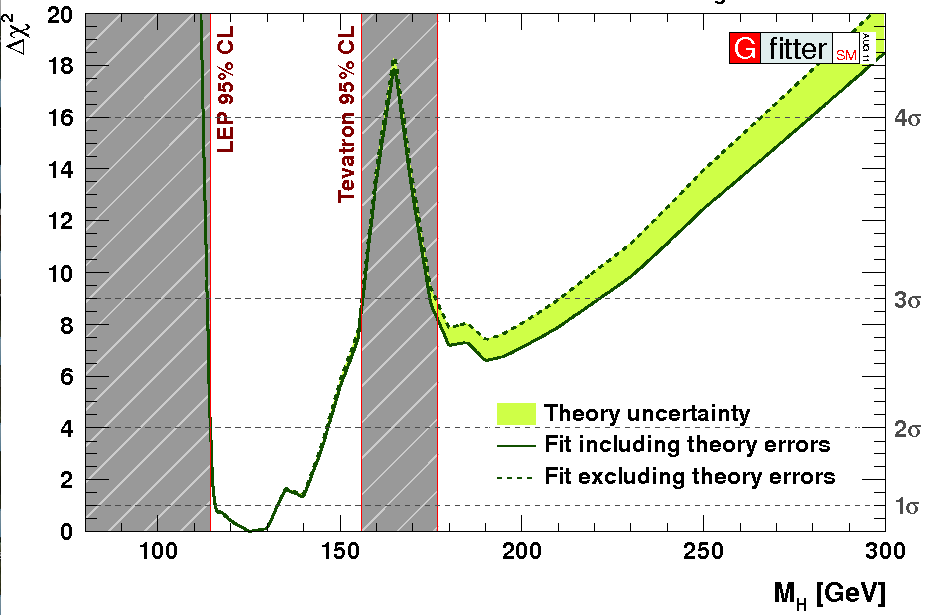 Δχ²
20
18
16
14
12
10
8
6
4
2
0
LEP 95% CL
Tevatron 95% CL
G fitter SM
AUG 11
4σ
3σ
2σ
1σ
Theory uncertainty
Fit including theory errors
Fit excluding theory errors
100
150
200
250
300
M_H [GeV]